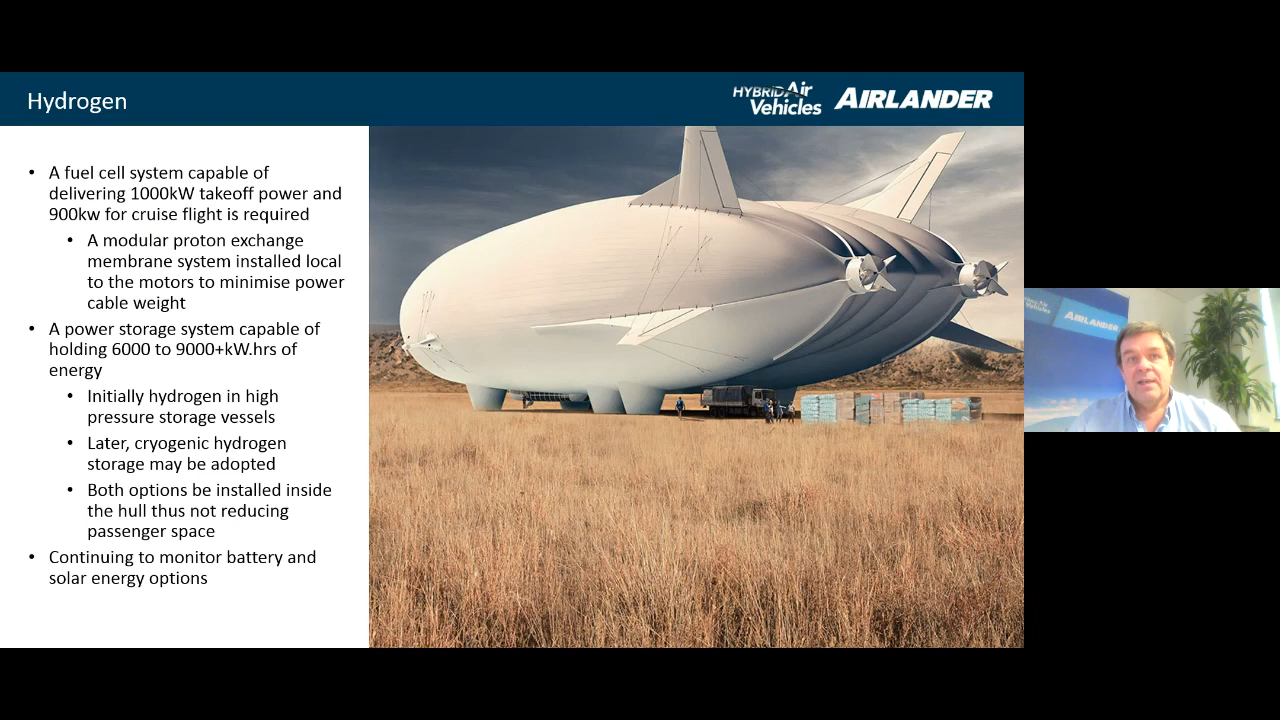 Hydrogen
HYBRID Air
Vehicles
AIRLANDER
• A fuel cell system capable of
delivering 1000kW takeoff power and
900kw for cruise flight is required
• A modular proton exchange
membrane system installed local
to the motors to minimise power
cable weight
• A power storage system capable of
holding 6000 to 9000+kW.hrs of
energy
• Initially hydrogen in high
pressure storage vessels
• Later, cryogenic hydrogen
storage may be adopted
• Both options be installed inside
the hull thus not reducing
passenger space
• Continuing to monitor battery and
solar energy options
Air
Vehicles
AIRLANDER